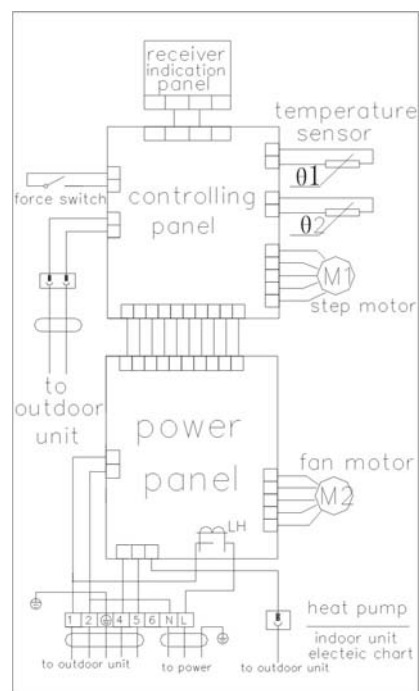 receiver
indication
panel
temperature
sensor
θ1
force switch
controlling
panel
θ2
M1
step motor
to
outdoor
unit
power
panel
fan motor
M2
LH
1 2 4 5 6 N L
heat pump
indoor unit
electeic chart
to outdoor unit
to power
to outdoor unit